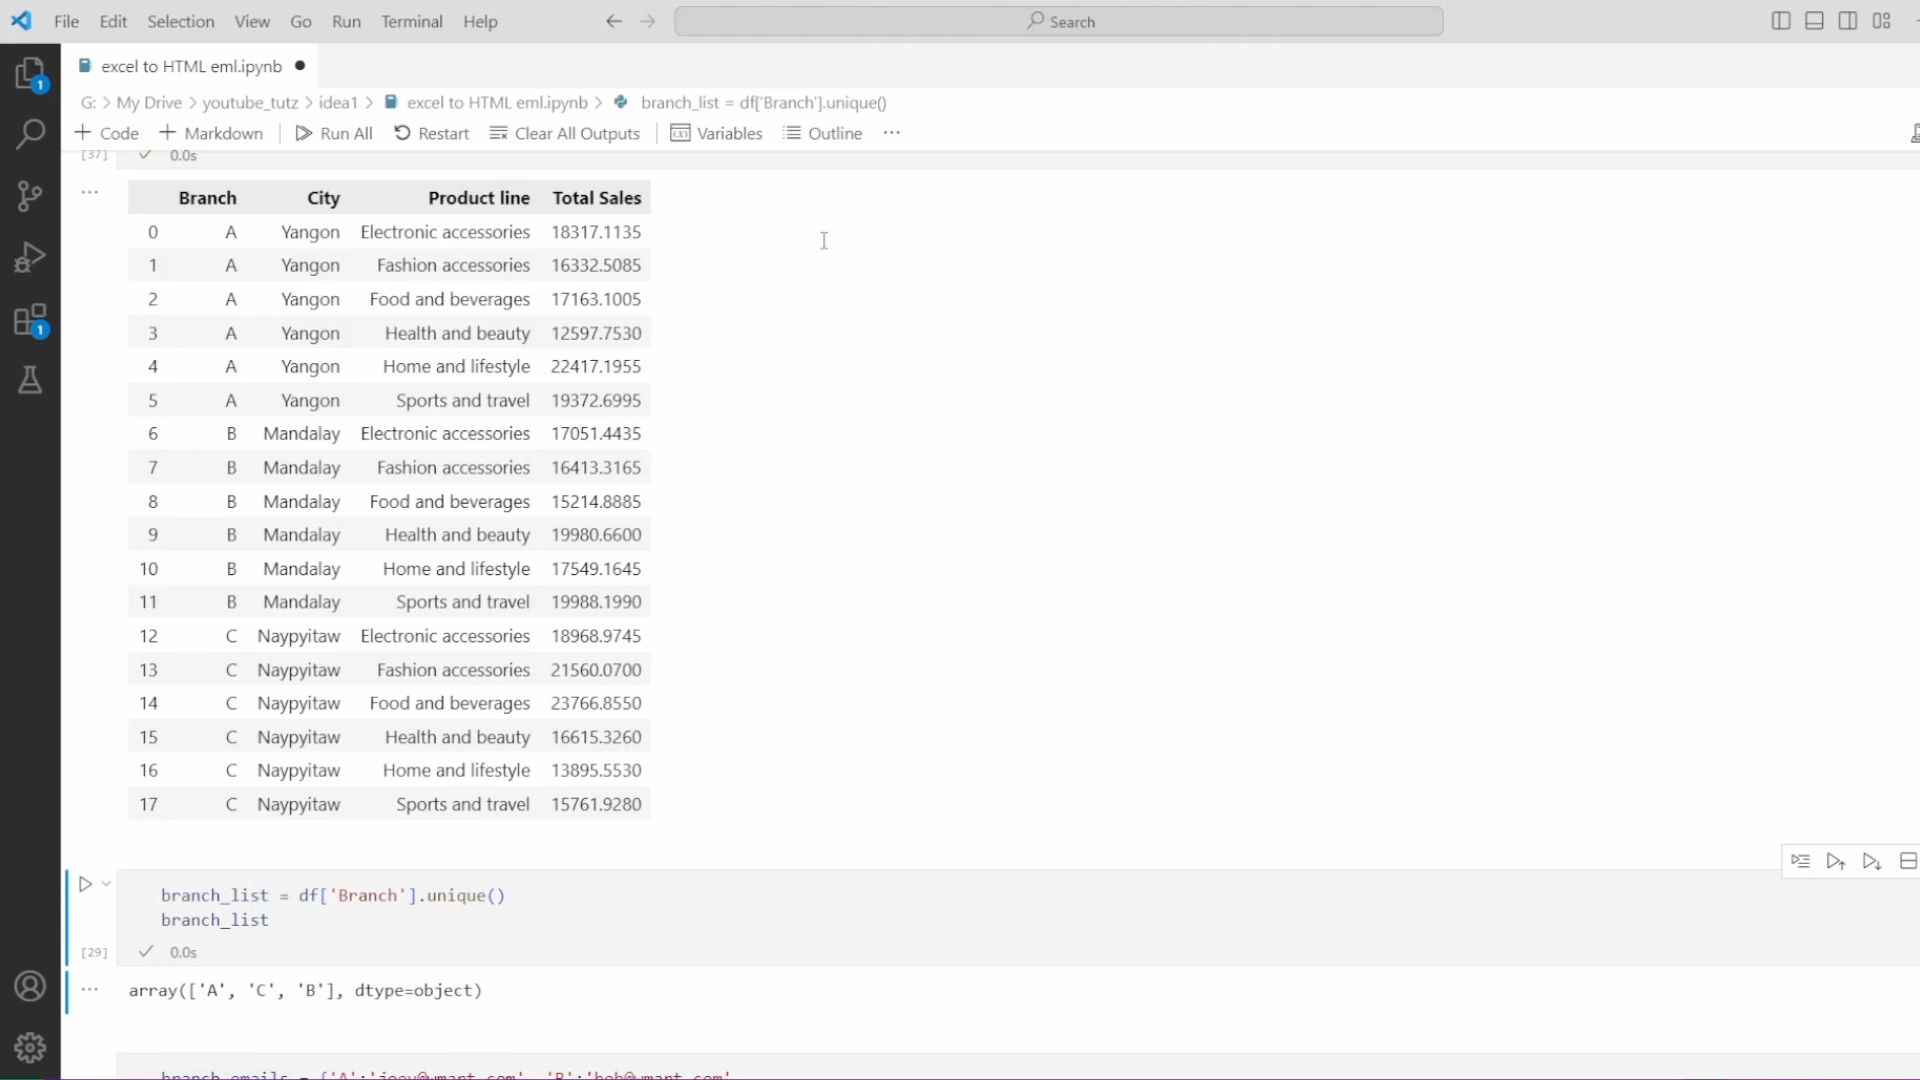 File Edit Selection View Go Run Terminal Help Search
excel to HTML eml.ipynb
G: > My Drive > youtube_tutz > idea1 > excel to HTML eml.ipynb > branch_list = df['Branch'].unique()
+ Code + Markdown Run All Restart Clear All Outputs Variables Outline ...
[37] 0.0s
Branch City Product line Total Sales
0 A Yangon Electronic accessories 18317.1135
1 A Yangon Fashion accessories 16332.5085
2 A Yangon Food and beverages 17163.1005
3 A Yangon Health and beauty 12597.7530
4 A Yangon Home and lifestyle 22417.1955
5 A Yangon Sports and travel 19372.6995
6 B Mandalay Electronic accessories 17051.4435
7 B Mandalay Fashion accessories 16413.3165
8 B Mandalay Food and beverages 15214.8885
9 B Mandalay Health and beauty 19980.6600
10 B Mandalay Home and lifestyle 17549.1645
11 B Mandalay Sports and travel 19988.1990
12 C Naypyitaw Electronic accessories 18968.9745
13 C Naypyitaw Fashion accessories 21560.0700
14 C Naypyitaw Food and beverages 23766.8550
15 C Naypyitaw Health and beauty 16615.3260
16 C Naypyitaw Home and lifestyle 13895.5530
17 C Naypyitaw Sports and travel 15761.9280
branch_list = df['Branch'].unique()
branch_list
[29] 0.0s
array(['A', 'C', 'B'], dtype=object)
branch_emails = {'A':